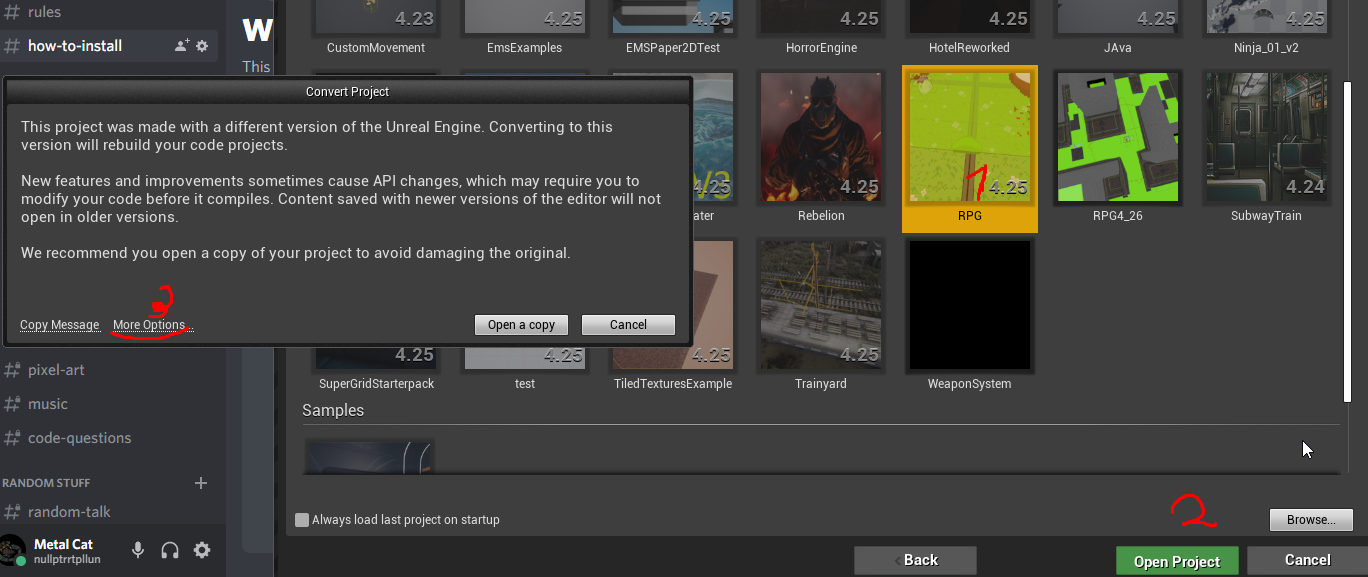 # rules
# how-to-install
W
This
4.23
CustomMovement
4.25
EmsExamples
4.25
EMSPaper2DTest
4.25
HorrorEngine
4.25
HotelReworked
4.25
JAva
4.25
Ninja_01_v2
Convert Project
This project was made with a different version of the Unreal Engine. Converting to this
version will rebuild your code projects.
New features and improvements sometimes cause API changes, which may require you to
modify your code before it compiles. Content saved with newer versions of the editor will not
open in older versions.
We recommend you open a copy of your project to avoid damaging the original.
3
Copy Message
More Options...
Open a copy
Cancel
4.25
ater
4.25
Rebelion
1
4.25
RPG
RPG4_26
4.24
SubwayTrain
4.25
SuperGridStarterpack
4.25
test
4.25
TiledTexturesExample
4.25
Trainyard
WeaponSystem
Samples
# pixel-art
# music
# code-questions
RANDOM STUFF +
# random-talk
Metal Cat
nullptrrtpllun
Always load last project on startup
2
Browse...
Back
Open Project
Cancel